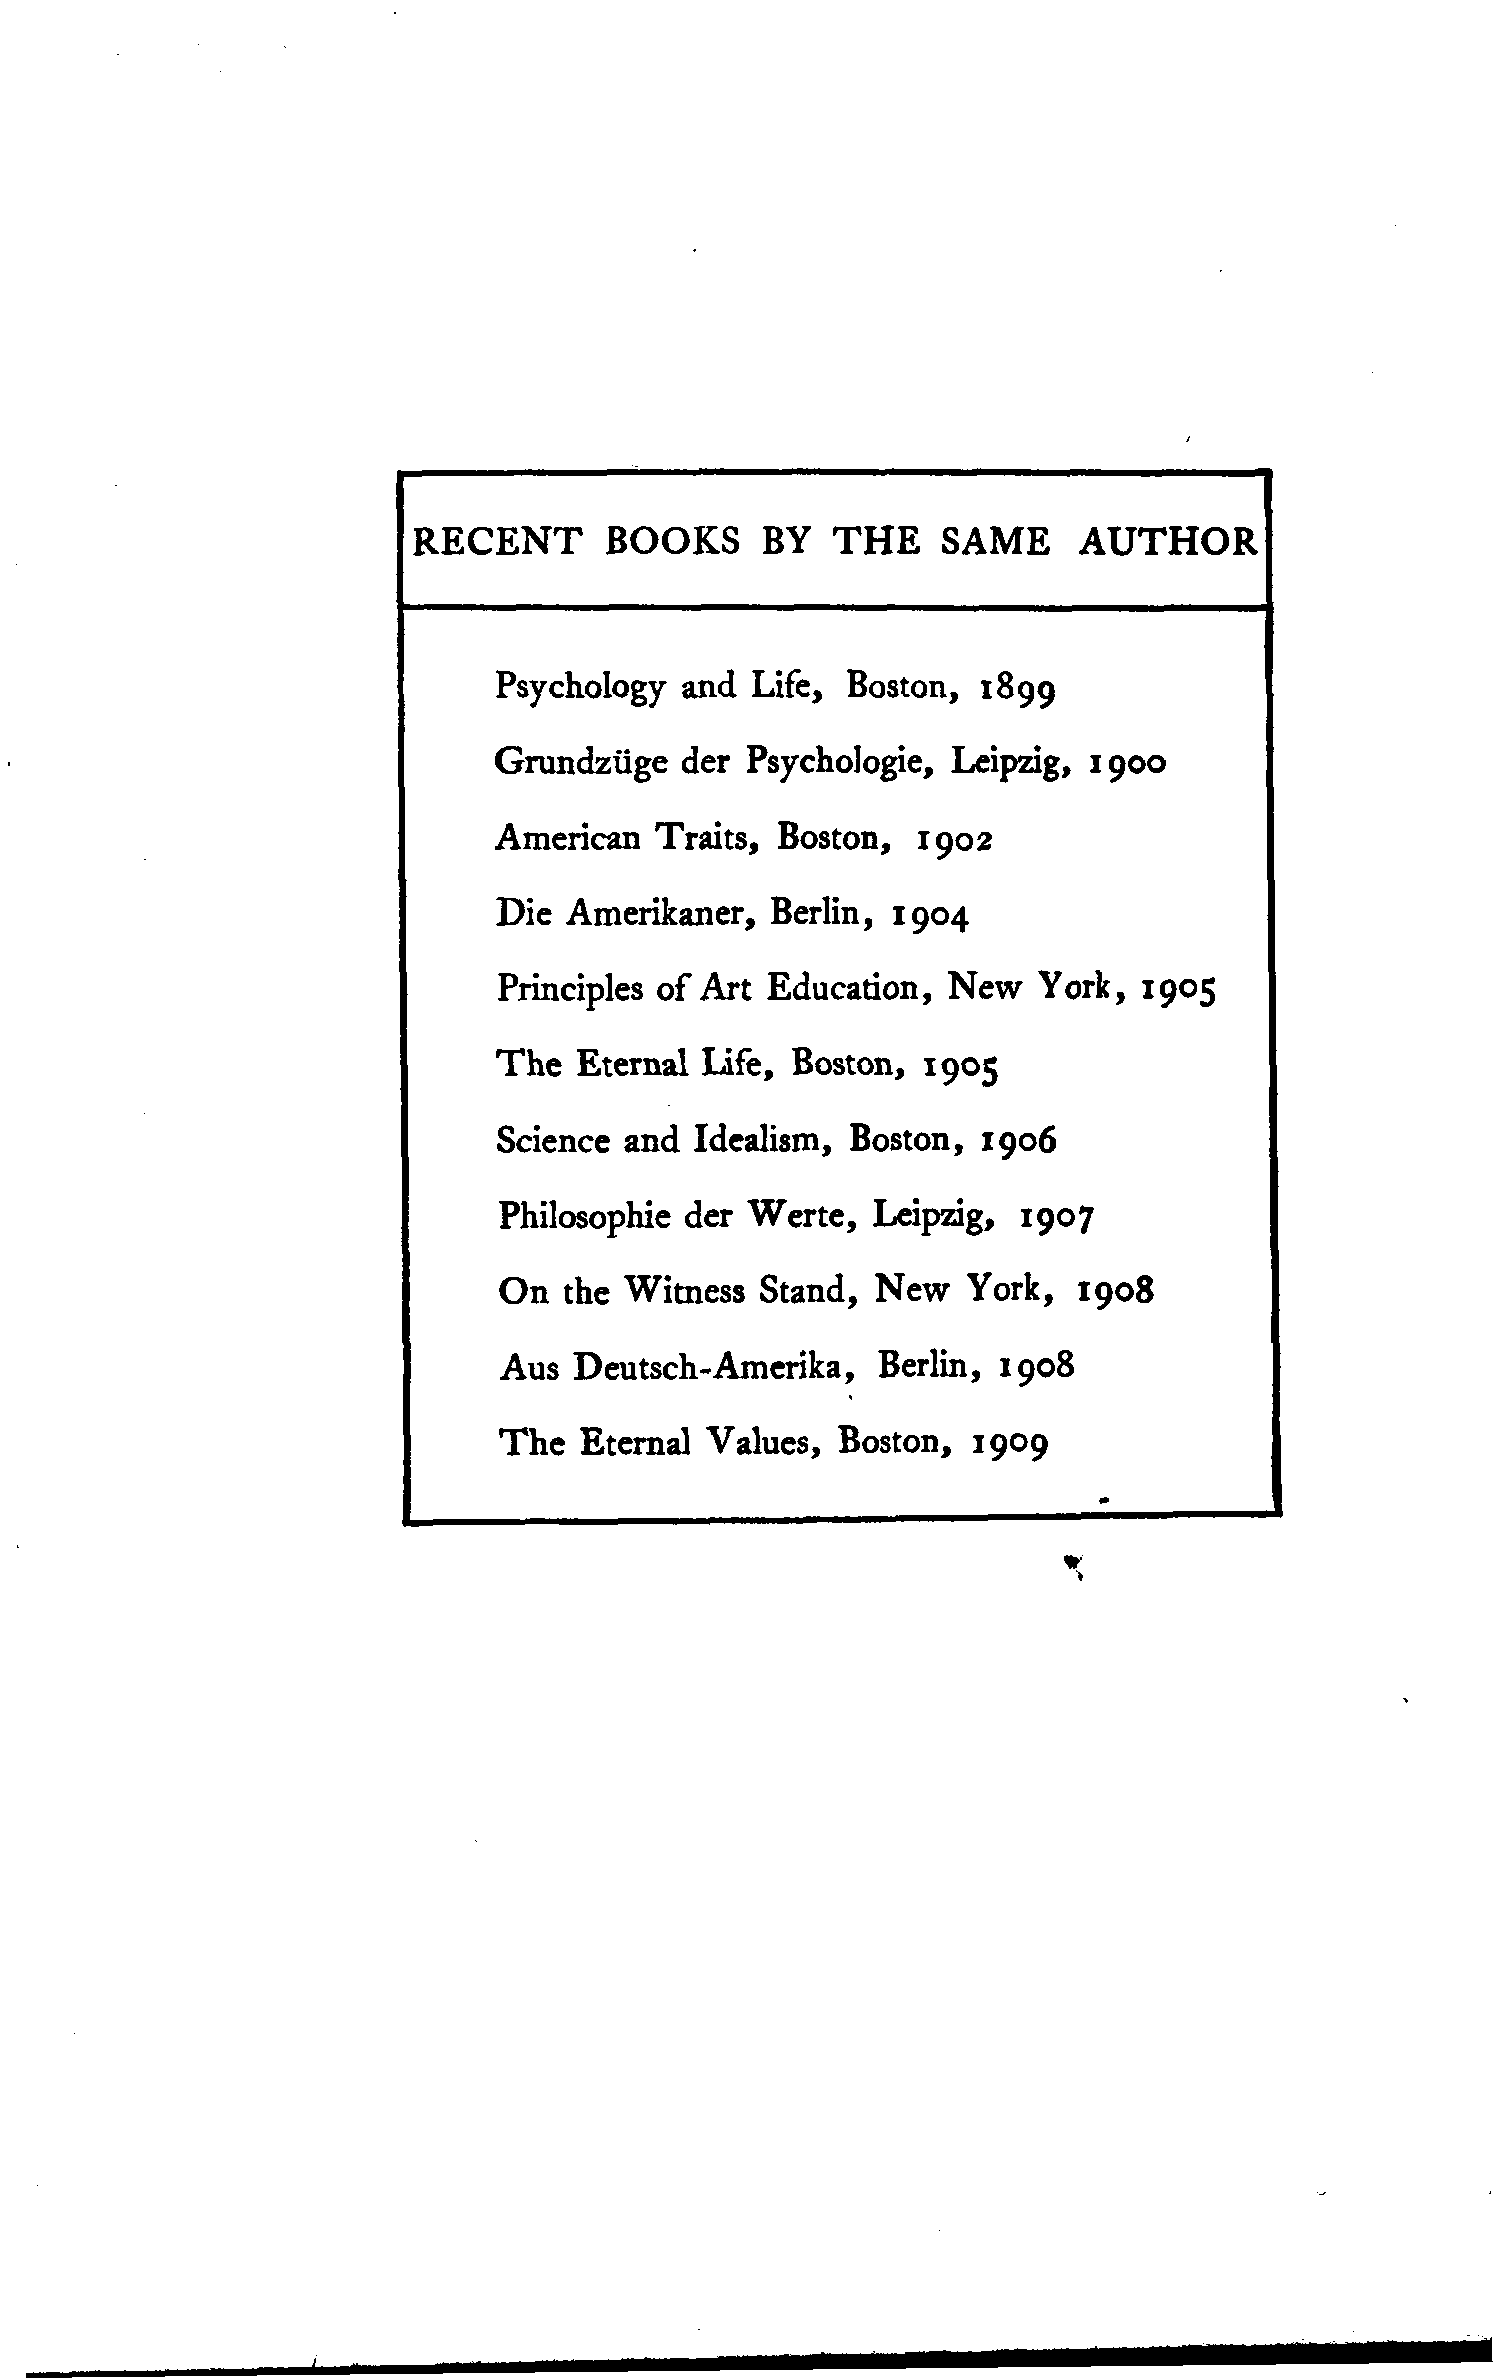 RECENT BOOKS BY THE SAME AUTHOR
Psychology and Life, Boston, 1899
Grundzüge der Psychologie, Leipzig, 1900
American Traits, Boston, 1902
Die Amerikaner, Berlin, 1904
Principles of Art Education, New York, 1905
The Eternal Life, Boston, 1905
Science and Idealism, Boston, 1906
Philosophie der Werte, Leipzig, 1907
On the Witness Stand, New York, 1908
Aus Deutsch-Amerika, Berlin, 1908
The Eternal Values, Boston, 1909